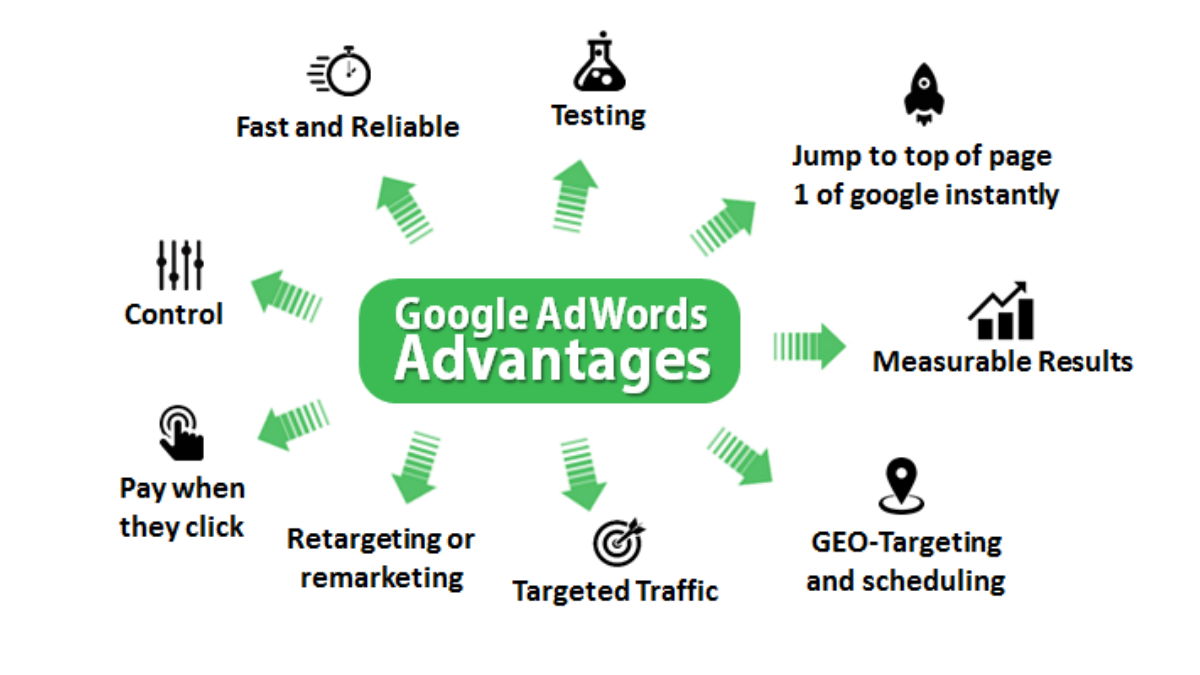 Fast and Reliable
Testing
Jump to top of page
1 of google instantly
Control
Google AdWords
Advantages
Measurable Results
Pay when
they click
Retargeting or
remarketing
Targeted Traffic
GEO-Targeting
and scheduling